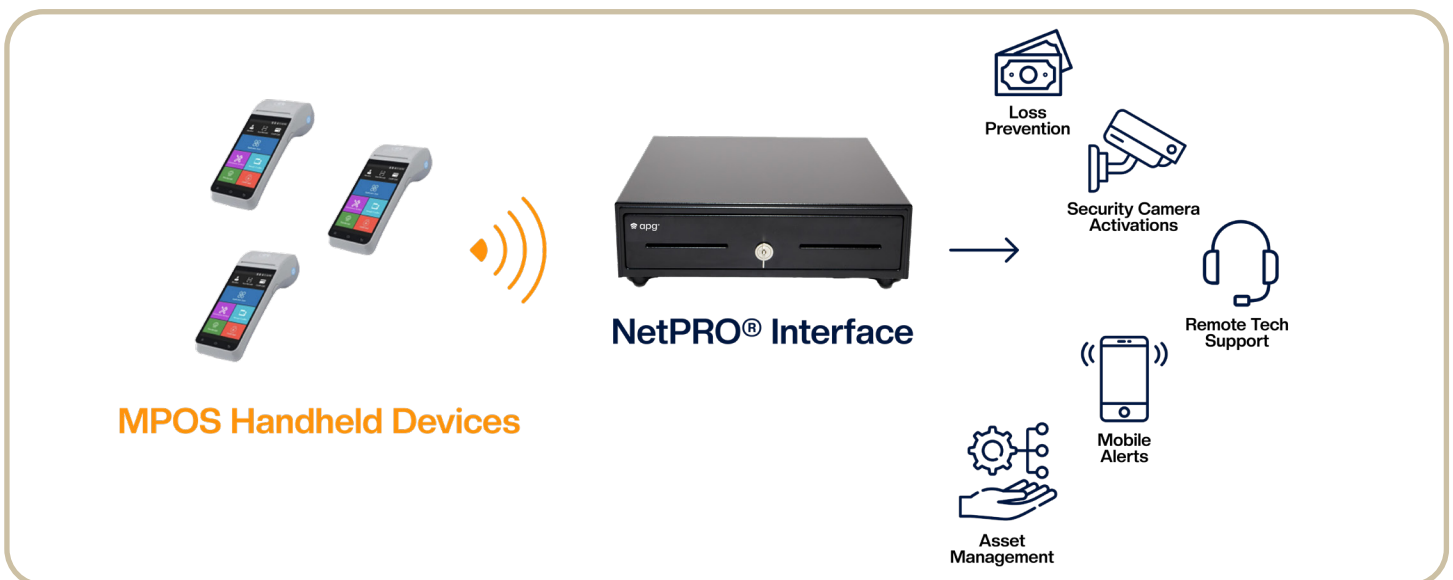 MPOS Handheld Devices
apg
NetPRO® Interface
Loss
Prevention
Security Camera
Activations
Remote Tech
Support
Mobile
Alerts
Asset
Management